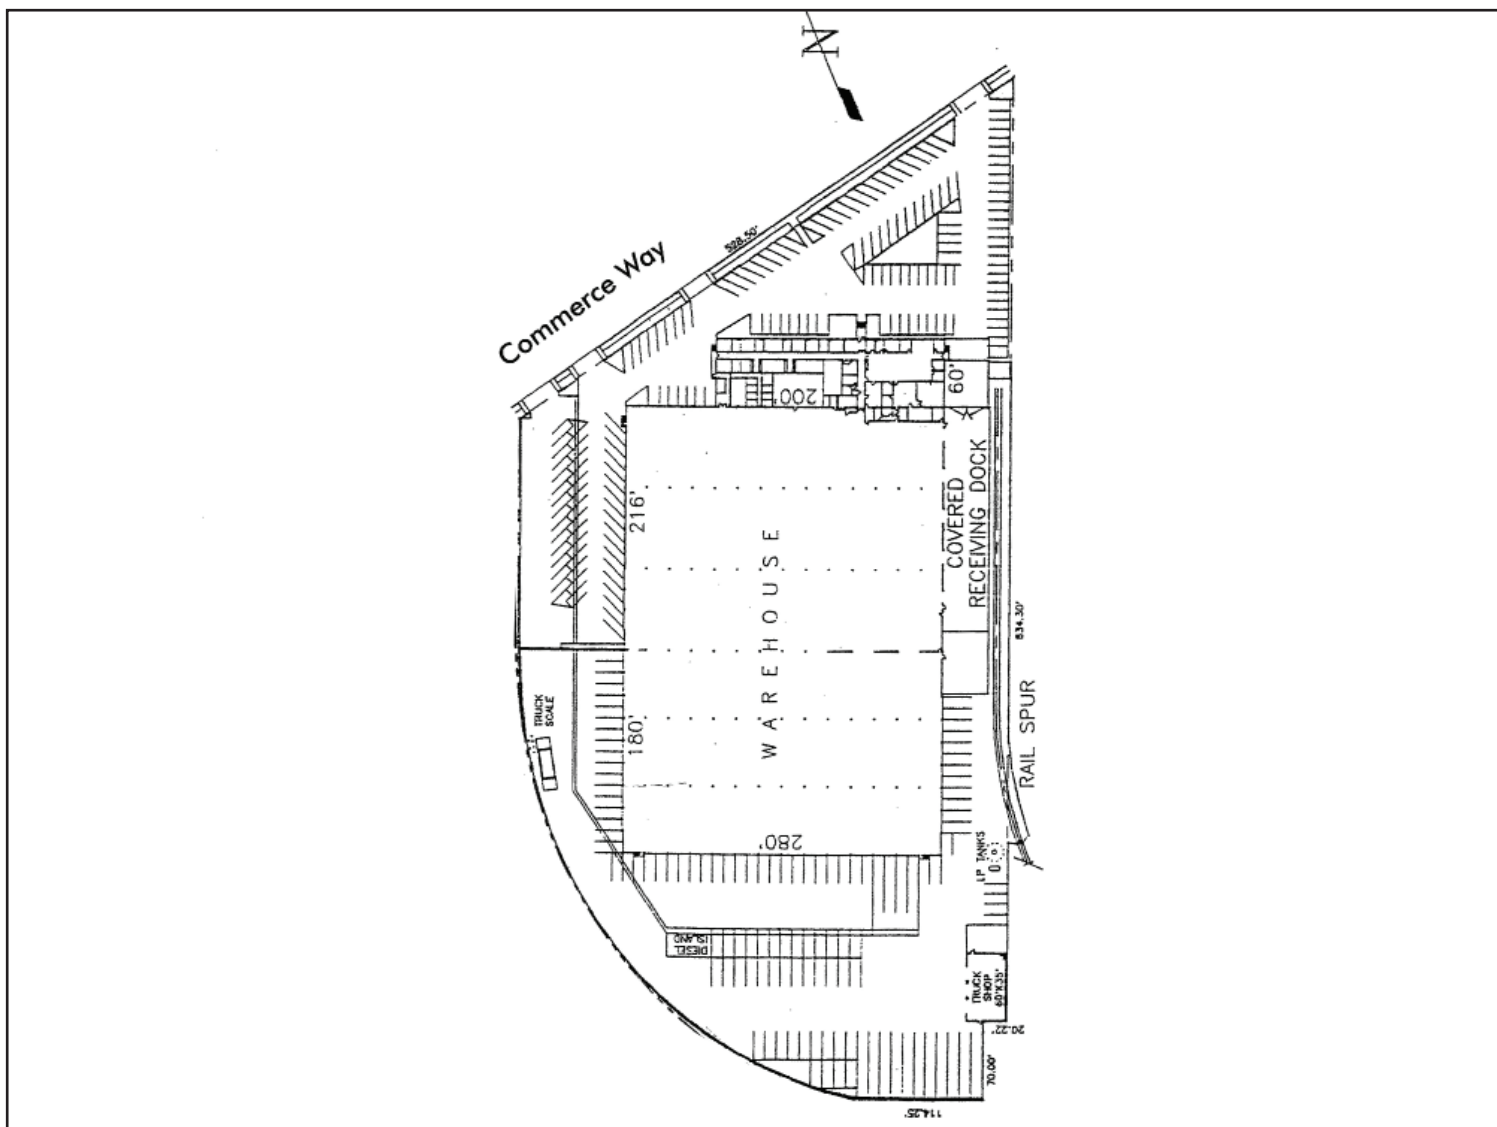 N
Commerce Way
528.50'
200'
60'
216'
COVERED
RECEIVING DOCK
WAREHOUSE
834.30'
RAIL SPUR
TRUCK
SCALE
180'
280'
LP TANKS
DIESEL
ISLAND
TRUCK
SHOP
60'X35'
20.22'
70.00'
114.25'